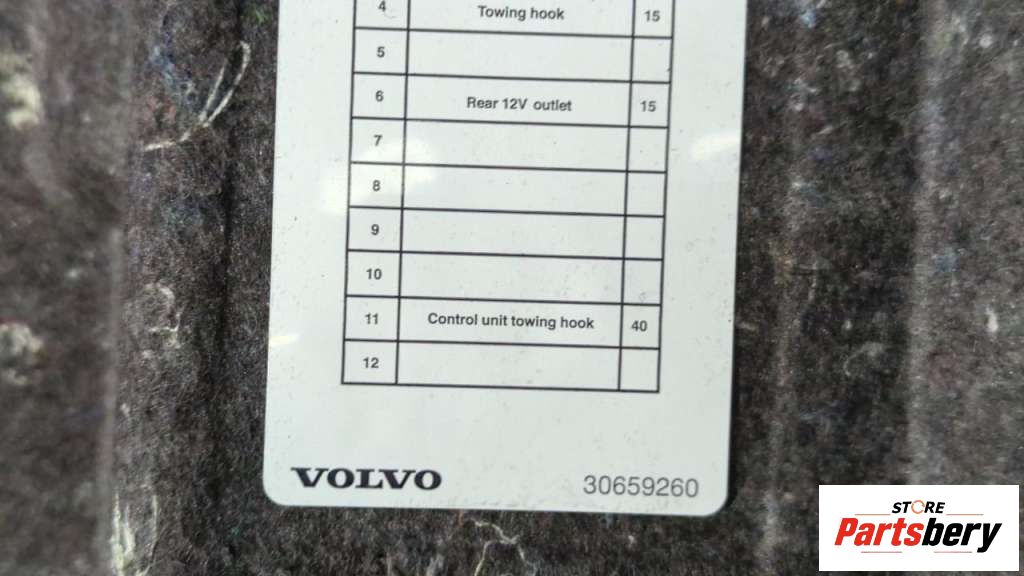 4 Towing hook 15
5
6 Rear 12V outlet 15
7
8
9
10
11 Control unit towing hook 40
12
VOLVO 30659260
STORE
Partsbery